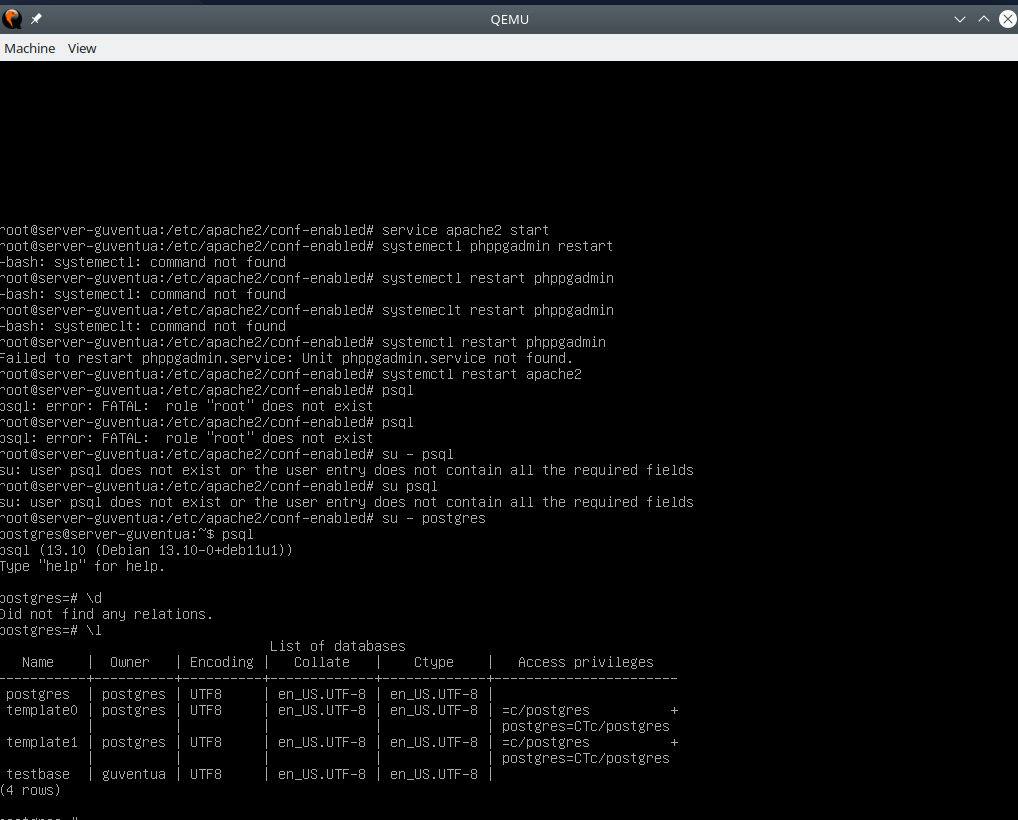 QEMU
Machine View
root@server-guventua:/etc/apache2/conf-enabled# service apache2 start
root@server-guventua:/etc/apache2/conf-enabled# systemectl phppgadmin restart
-bash: systemectl: command not found
root@server-guventua:/etc/apache2/conf-enabled# systemectl restart phppgadmin
-bash: systemectl: command not found
root@server-guventua:/etc/apache2/conf-enabled# systemeclt restart phppgadmin
-bash: systemeclt: command not found
root@server-guventua:/etc/apache2/conf-enabled# systemctl restart phppgadmin
Failed to restart phppgadmin.service: Unit phppgadmin.service not found.
root@server-guventua:/etc/apache2/conf-enabled# systemctl restart apache2
root@server-guventua:/etc/apache2/conf-enabled# psql
psql: error: FATAL:  role "root" does not exist
root@server-guventua:/etc/apache2/conf-enabled# psql
psql: error: FATAL:  role "root" does not exist
root@server-guventua:/etc/apache2/conf-enabled# su - psql
su: user psql does not exist or the user entry does not contain all the required fields
root@server-guventua:/etc/apache2/conf-enabled# su psql
su: user psql does not exist or the user entry does not contain all the required fields
root@server-guventua:/etc/apache2/conf-enabled# su - postgres
postgres@server-guventua:~$ psql
psql (13.10 (Debian 13.10-0+deb11u1))
Type "help" for help.
postgres=# \d
Did not find any relations.
postgres=# \l
                                  List of databases
   Name    |  Owner   | Encoding |   Collate   |    Ctype    |   Access privileges
-----------+----------+----------+-------------+-------------+-----------------------
 postgres  | postgres | UTF8     | en_US.UTF-8 | en_US.UTF-8 |
 template0 | postgres | UTF8     | en_US.UTF-8 | en_US.UTF-8 | =c/postgres          +
           |          |          |             |             | postgres=CTc/postgres
 template1 | postgres | UTF8     | en_US.UTF-8 | en_US.UTF-8 | =c/postgres          +
           |          |          |             |             | postgres=CTc/postgres
 testbase  | guventua | UTF8     | en_US.UTF-8 | en_US.UTF-8 |
(4 rows)